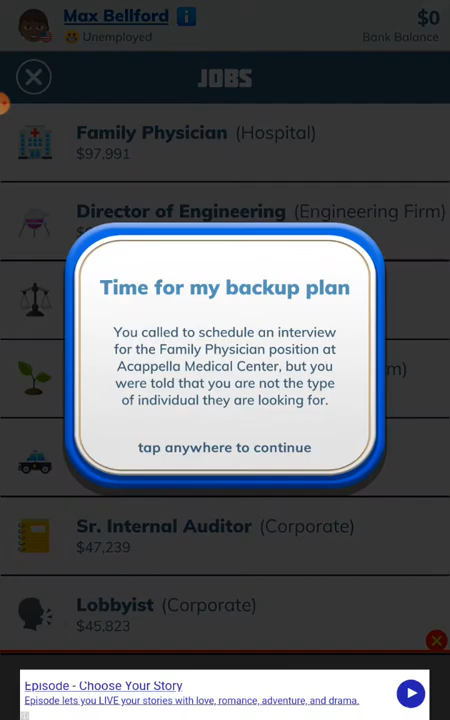 Max Bellford
$0
Unemployed
Bank Balance
JOBS
Family Physician (Hospital)
$97,991
Director of Engineering (Engineering Firm)
Time for my backup plan
You called to schedule an interview
for the Family Physician position at
Acappella Medical Center, but you
were told that you are not the type
of individual they are looking for.
tap anywhere to continue
Sr. Internal Auditor (Corporate)
$47,239
Lobbyist (Corporate)
$45,823
Episode - Choose Your Story
Episode lets you LIVE your stories with love, romance, adventure, and drama.